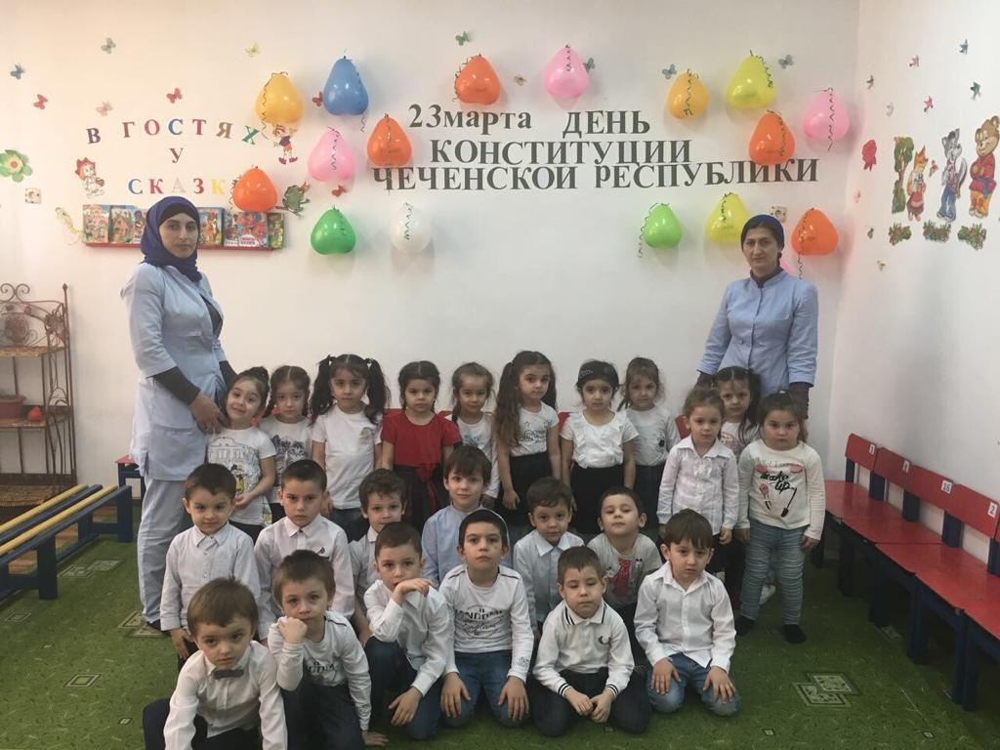 В ГОСТЯХ
У
СКАЗК
23марта ДЕНЬ
КОНСТИТУЦИИ
ЧЕЧЕНСКОЙ РЕСПУБЛИКИ